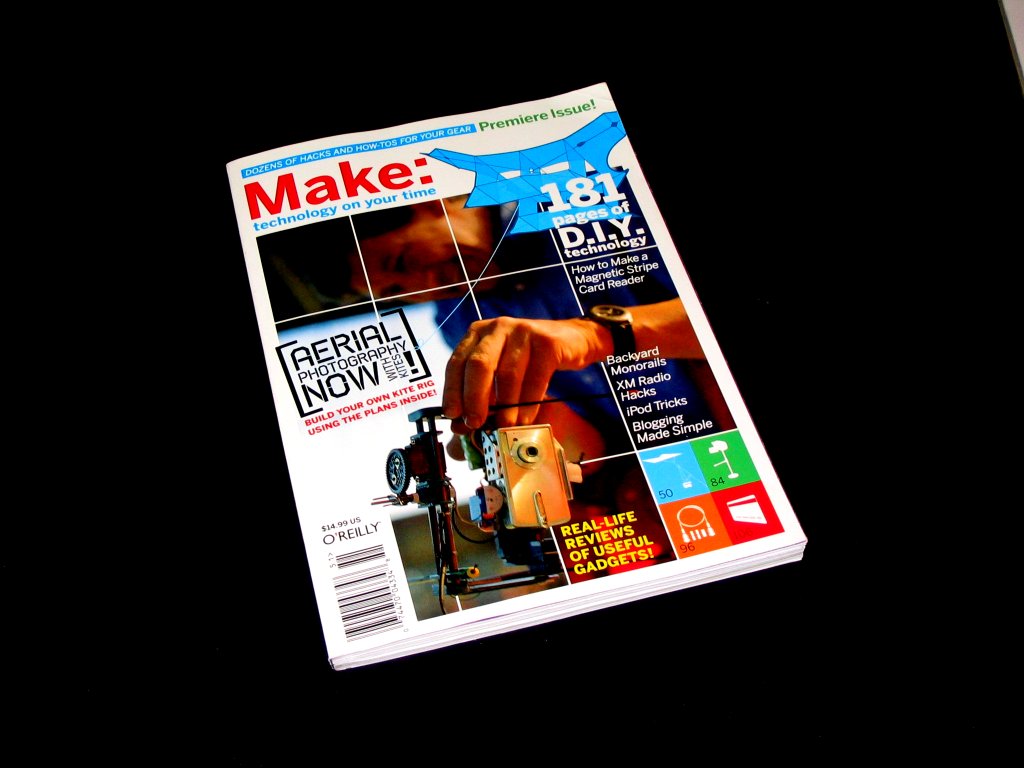 DOZENS OF HACKS AND HOW-TOS FOR YOUR GEAR
Premiere Issue!
Make:
technology on your time
181
pages of
D.I.Y.
technology
How to Make a
Magnetic Stripe
Card Reader
AERIAL
PHOTOGRAPHY
NOW
WITH
KITES
!
BUILD YOUR OWN KITE RIG
USING THE PLANS INSIDE!
Backyard
Monorails
XM Radio
Hacks
iPod Tricks
Blogging
Made Simple
50
84
96
REAL-LIFE
REVIEWS
OF USEFUL
GADGETS!
$14.99 US
O'REILLY